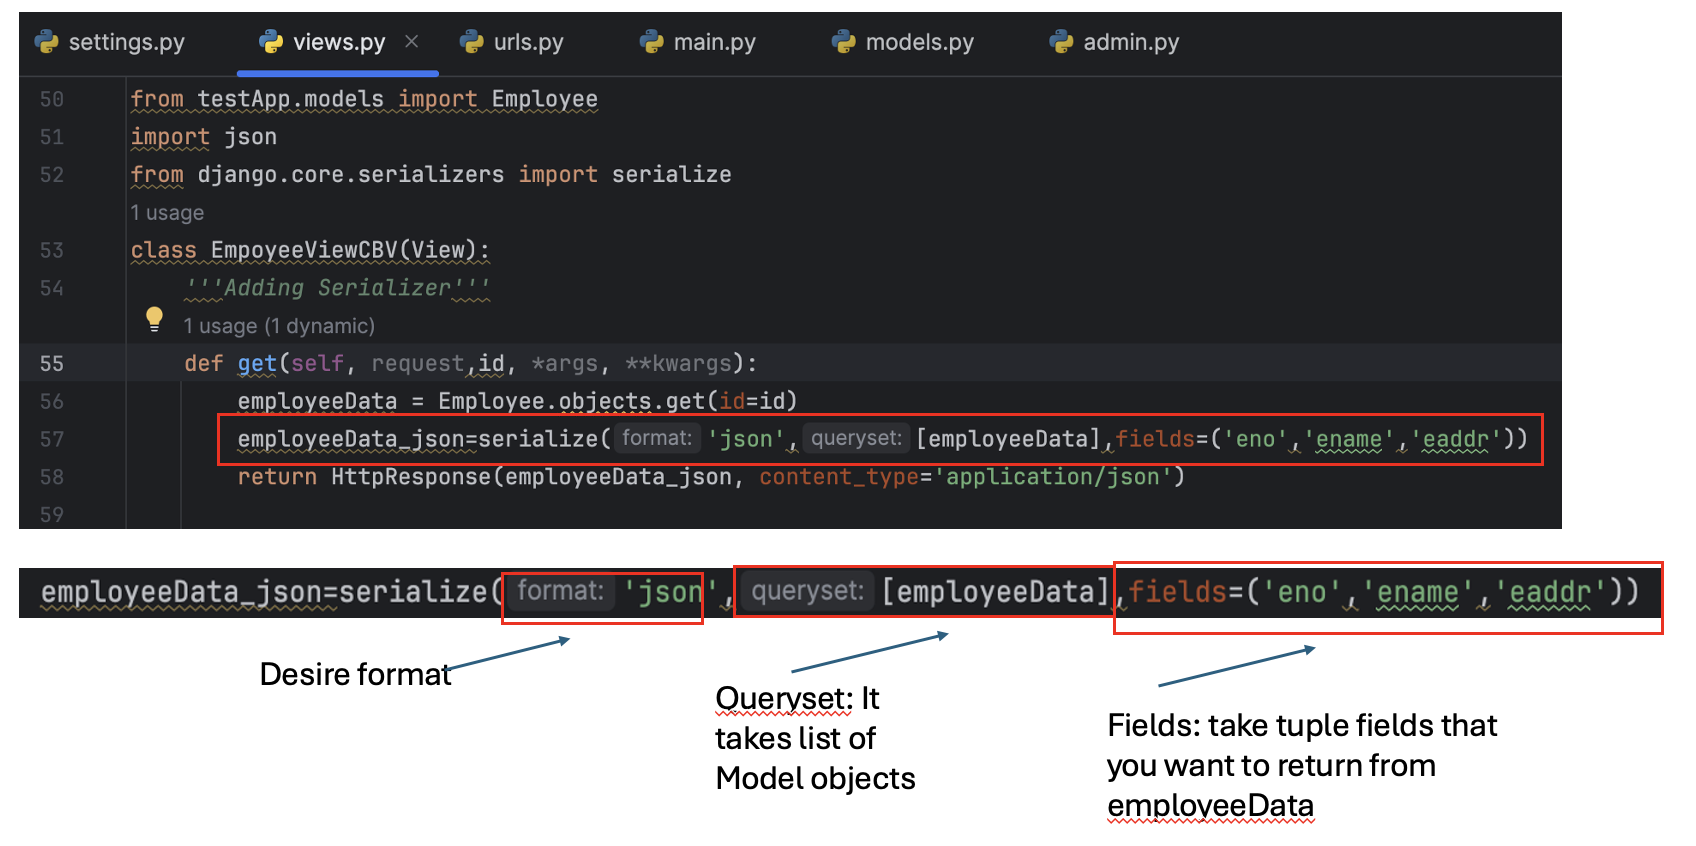 settings.py views.py × urls.py main.py models.py admin.py
50 from testApp.models import Employee
51 import json
52 from django.core.serializers import serialize
1 usage
53 class EmpoyeeViewCBV(View):
54 '''Adding Serializer'''
1 usage (1 dynamic)
55 def get(self, request,id, *args, **kwargs):
56 employeeData = Employee.objects.get(id=id)
57 employeeData_json=serialize( format: 'json', queryset: [employeeData],fields=('eno','ename','eaddr'))
58 return HttpResponse(employeeData_json, content_type='application/json')
59
employeeData_json=serialize( format: 'json', queryset: [employeeData],fields=('eno','ename','eaddr'))
Desire format
Queryset: It
takes list of
Model objects
Fields: take tuple fields that
you want to return from
employeeData